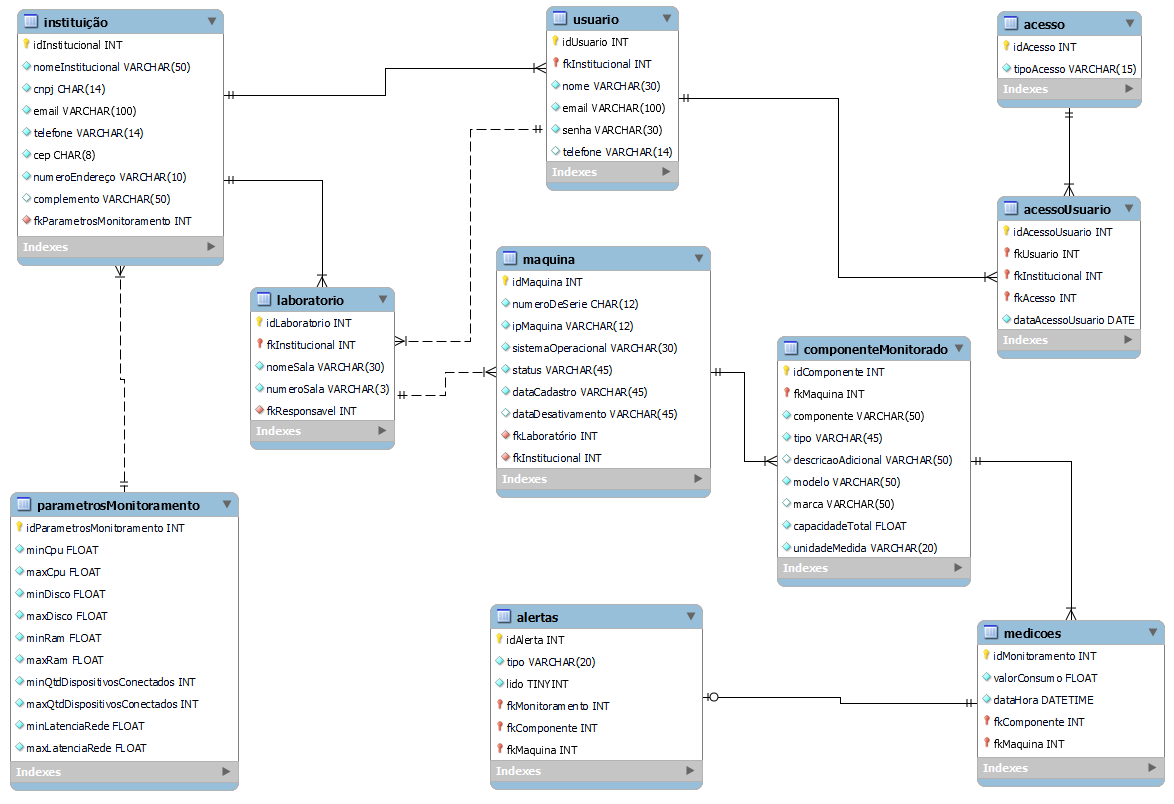 instituição
idInstitucional INT
nomeInstitucional VARCHAR(50)
cnpj CHAR(14)
email VARCHAR(100)
telefone VARCHAR(14)
cep CHAR(8)
numeroEndereço VARCHAR(10)
complemento VARCHAR(50)
fkParametrosMonitoramento INT
Indexes
usuario
idUsuario INT
fkInstitucional INT
nome VARCHAR(30)
email VARCHAR(100)
senha VARCHAR(30)
telefone VARCHAR(14)
Indexes
acesso
idAcesso INT
tipoAcesso VARCHAR(15)
Indexes
acessoUsuario
idAcessoUsuario INT
fkUsuario INT
fkInstitucional INT
fkAcesso INT
dataAcessoUsuario DATE
Indexes
laboratorio
idLaboratorio INT
fkInstitucional INT
nomeSala VARCHAR(30)
numeroSala VARCHAR(3)
fkResponsavel INT
Indexes
maquina
idMaquina INT
numeroDeSerie CHAR(12)
ipMaquina VARCHAR(12)
sistemaOperacional VARCHAR(30)
status VARCHAR(45)
dataCadastro VARCHAR(45)
dataDesativamento VARCHAR(45)
fkLaboratório INT
fkInstitucional INT
Indexes
componenteMonitorado
idComponente INT
fkMaquina INT
componente VARCHAR(50)
tipo VARCHAR(45)
descricaoAdicional VARCHAR(50)
modelo VARCHAR(50)
marca VARCHAR(50)
capacidadeTotal FLOAT
unidadeMedida VARCHAR(20)
Indexes
parametrosMonitoramento
idParametrosMonitoramento INT
minCpu FLOAT
maxCpu FLOAT
minDisco FLOAT
maxDisco FLOAT
minRam FLOAT
maxRam FLOAT
minQtdDispositivosConectados INT
maxQtdDispositivosConectados INT
minLatenciaRede FLOAT
maxLatenciaRede FLOAT
Indexes
alertas
idAlerta INT
tipo VARCHAR(20)
lido TINYINT
fkMonitoramento INT
fkComponente INT
fkMaquina INT
Indexes
medicoes
idMonitoramento INT
valorConsumo FLOAT
dataHora DATETIME
fkComponente INT
fkMaquina INT
Indexes